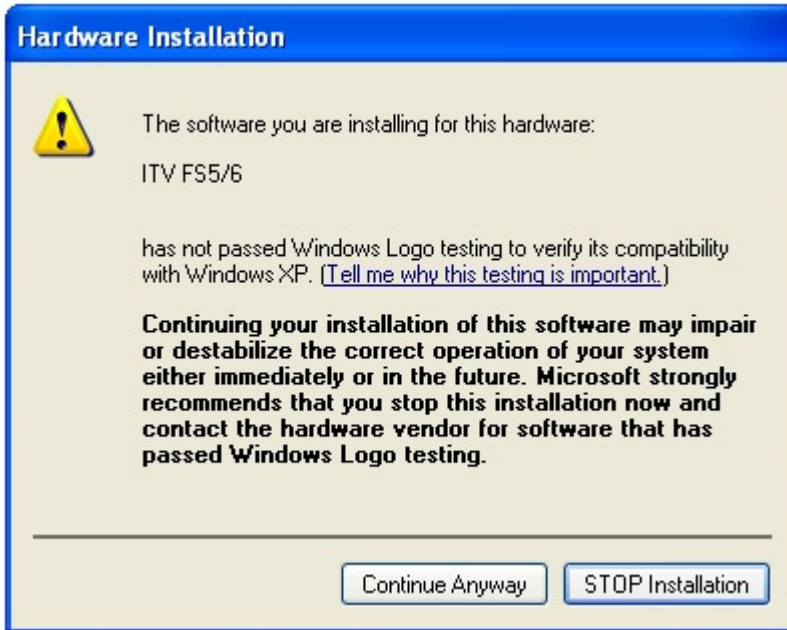 Hardware Installation
The software you are installing for this hardware:
ITV FS5/6
has not passed Windows Logo testing to verify its compatibility
with Windows XP. (Tell me why this testing is important.)
Continuing your installation of this software may impair
or destabilize the correct operation of your system
either immediately or in the future. Microsoft strongly
recommends that you stop this installation now and
contact the hardware vendor for software that has
passed Windows Logo testing.
Continue Anyway
STOP Installation